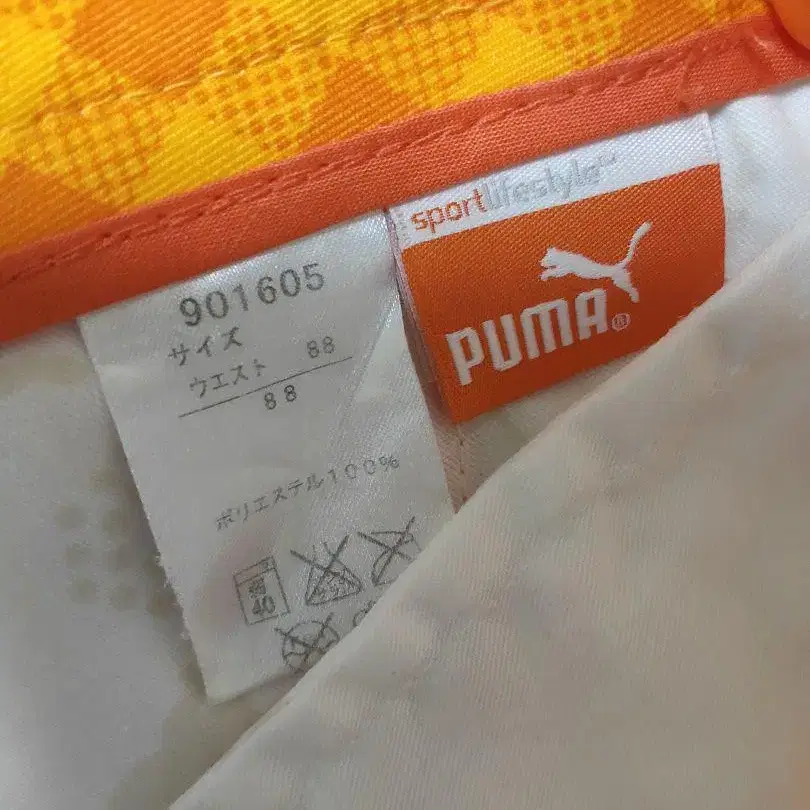 sportlifestyle™
PUMA®
901605
サイズ
ウエスト 88
88
ポリエステル100%
40